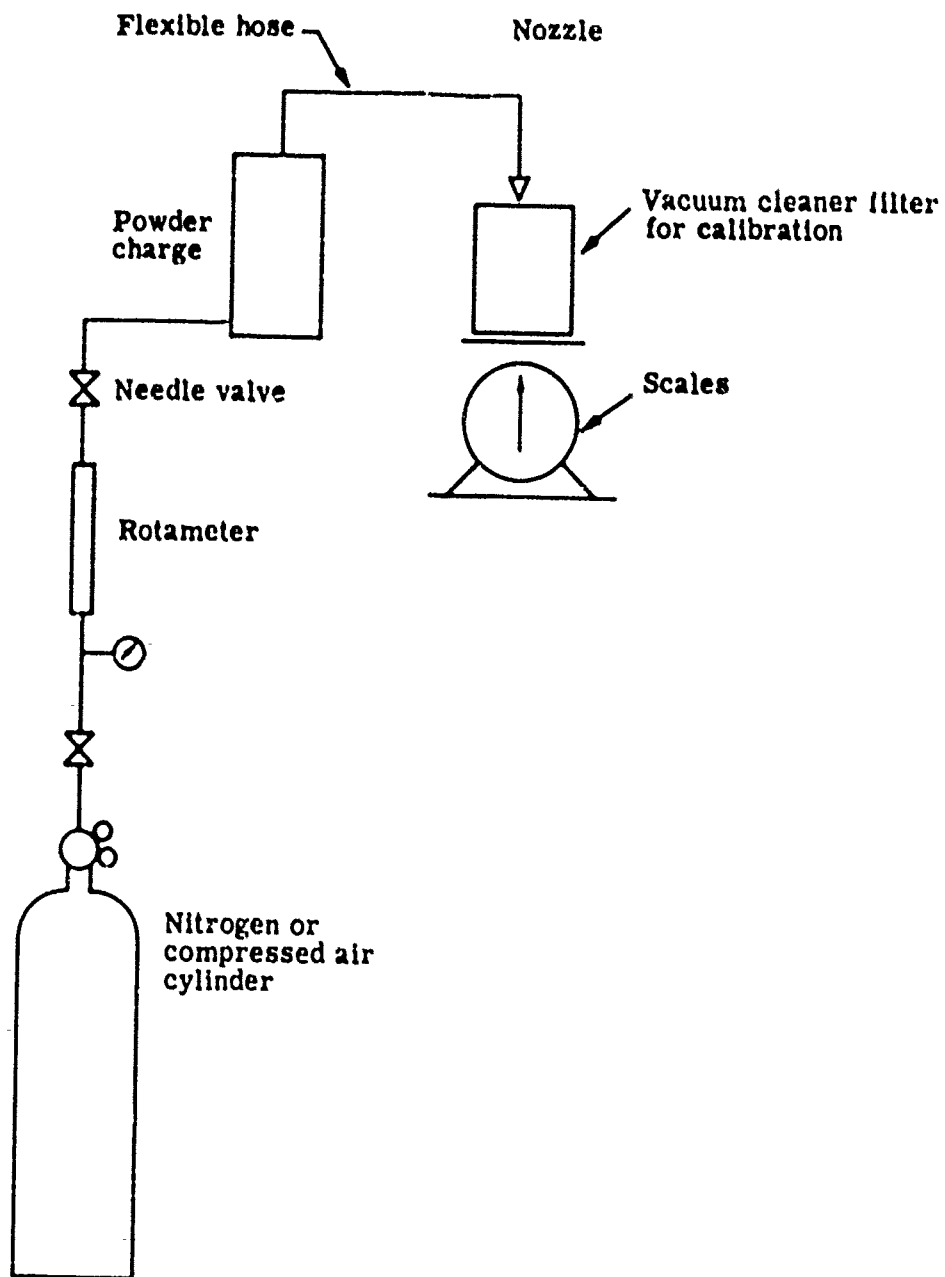 Flexible hose
Nozzle
Powder
charge
Vacuum cleaner filter
for calibration
Needle valve
Scales
Rotameter
Nitrogen or
compressed air
cylinder